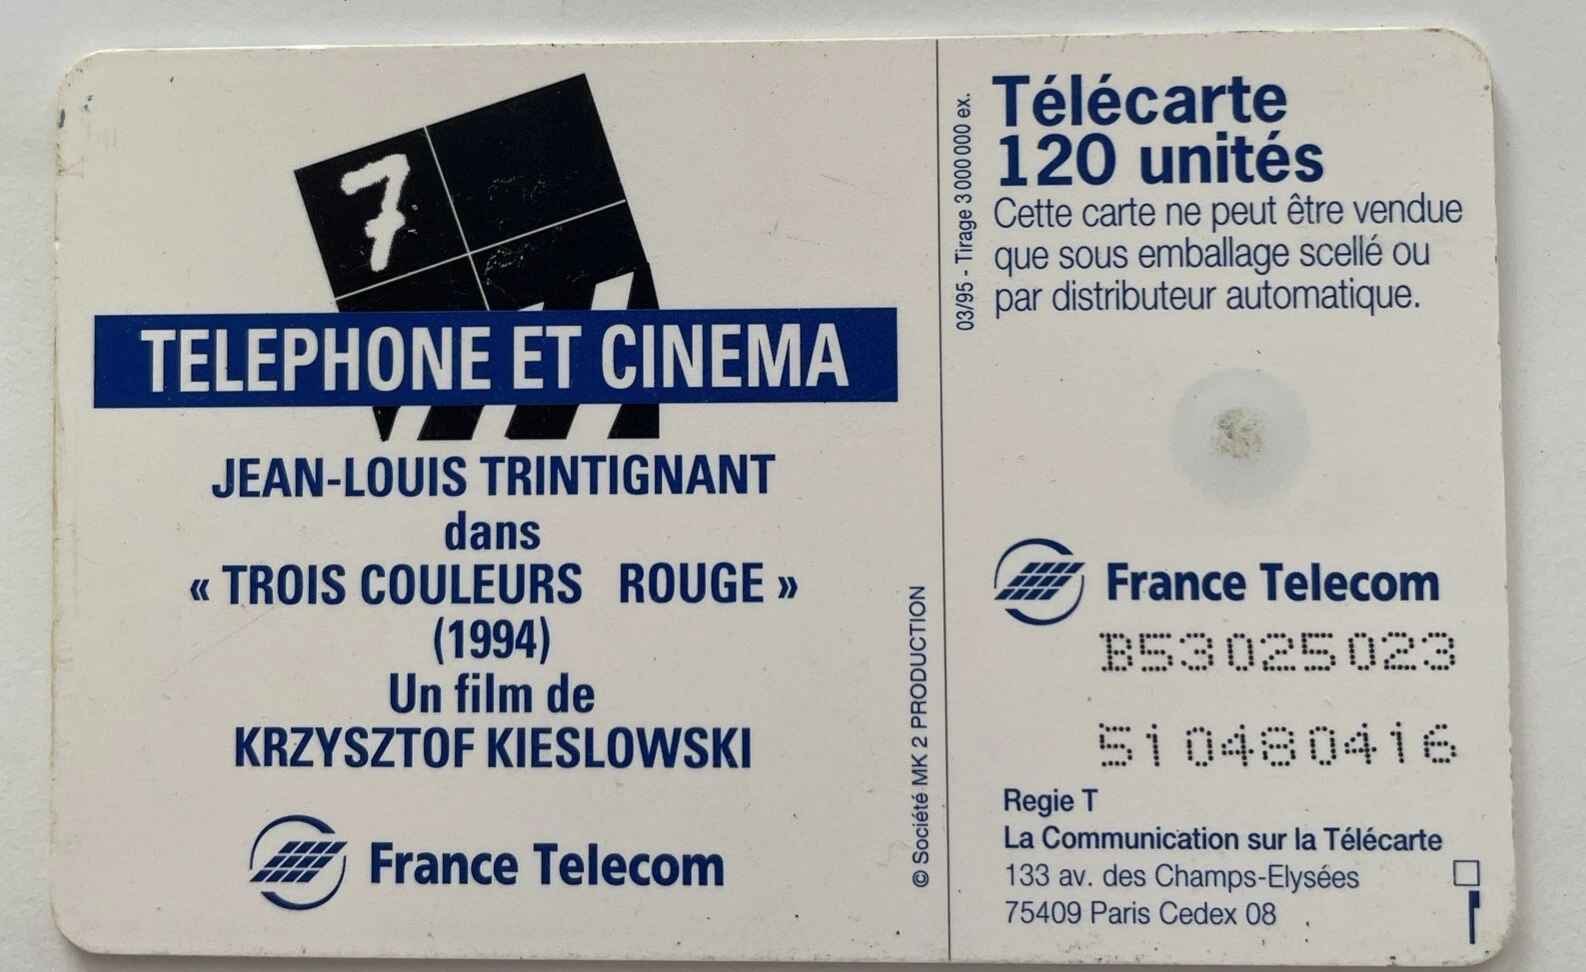 7
TELEPHONE ET CINEMA
JEAN-LOUIS TRINTIGNANT
dans
« TROIS COULEURS ROUGE »
(1994)
Un film de
KRZYSZTOF KIESLOWSKI
France Telecom
© Société MK 2 PRODUCTION
03/95 - Tirage 3 000 000 ex.
Télécarte
120 unités
Cette carte ne peut être vendue
que sous emballage scellé ou
par distributeur automatique.
France Telecom
B53025023
510480416
Regie T
La Communication sur la Télécarte
133 av. des Champs-Elysées
75409 Paris Cedex 08